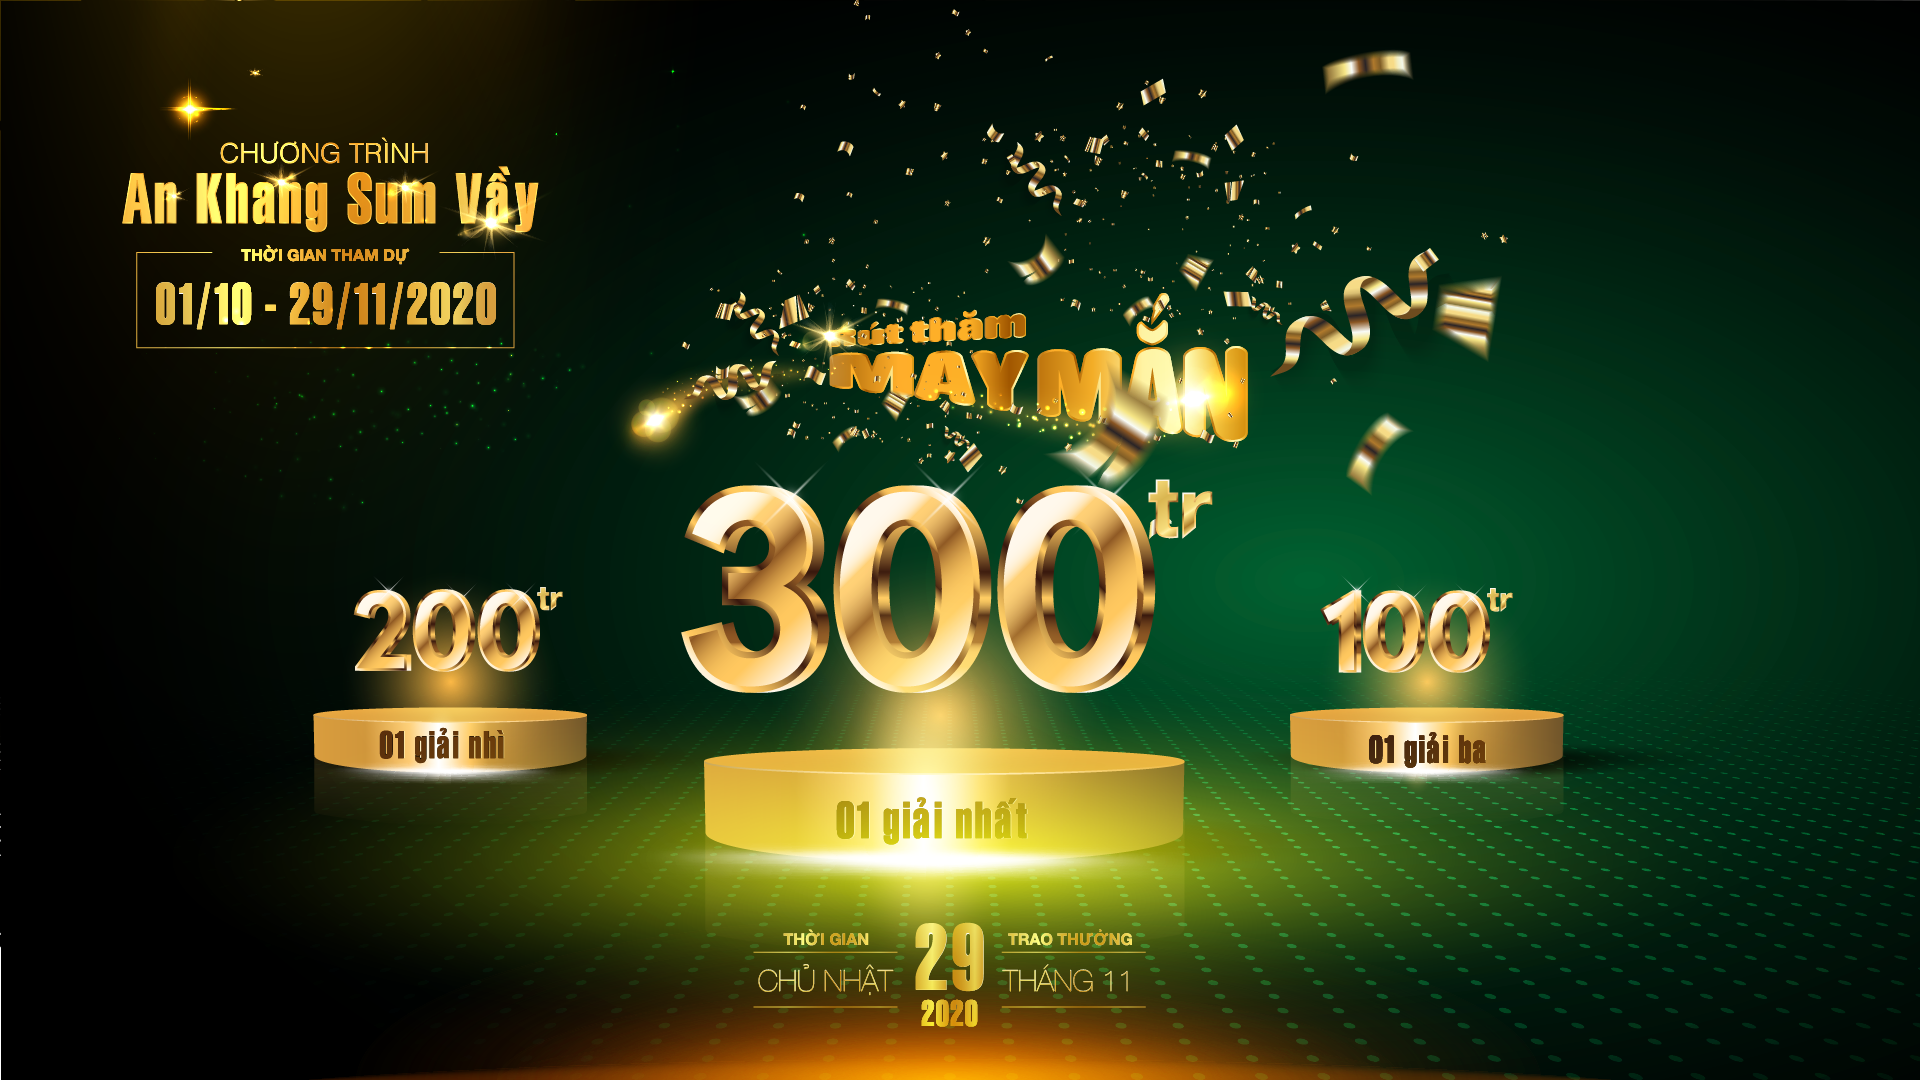 CHƯƠNG TRÌNH
An Khang Sum Vầy
THỜI GIAN THAM DỰ
01/10 - 29/11/2020
Rút thăm
MAY MẮN
300tr
200tr
100tr
01 giải nhì
01 giải nhất
01 giải ba
THỜI GIAN 29 TRAO THƯỞNG
CHỦ NHẬT THÁNG 11
2020